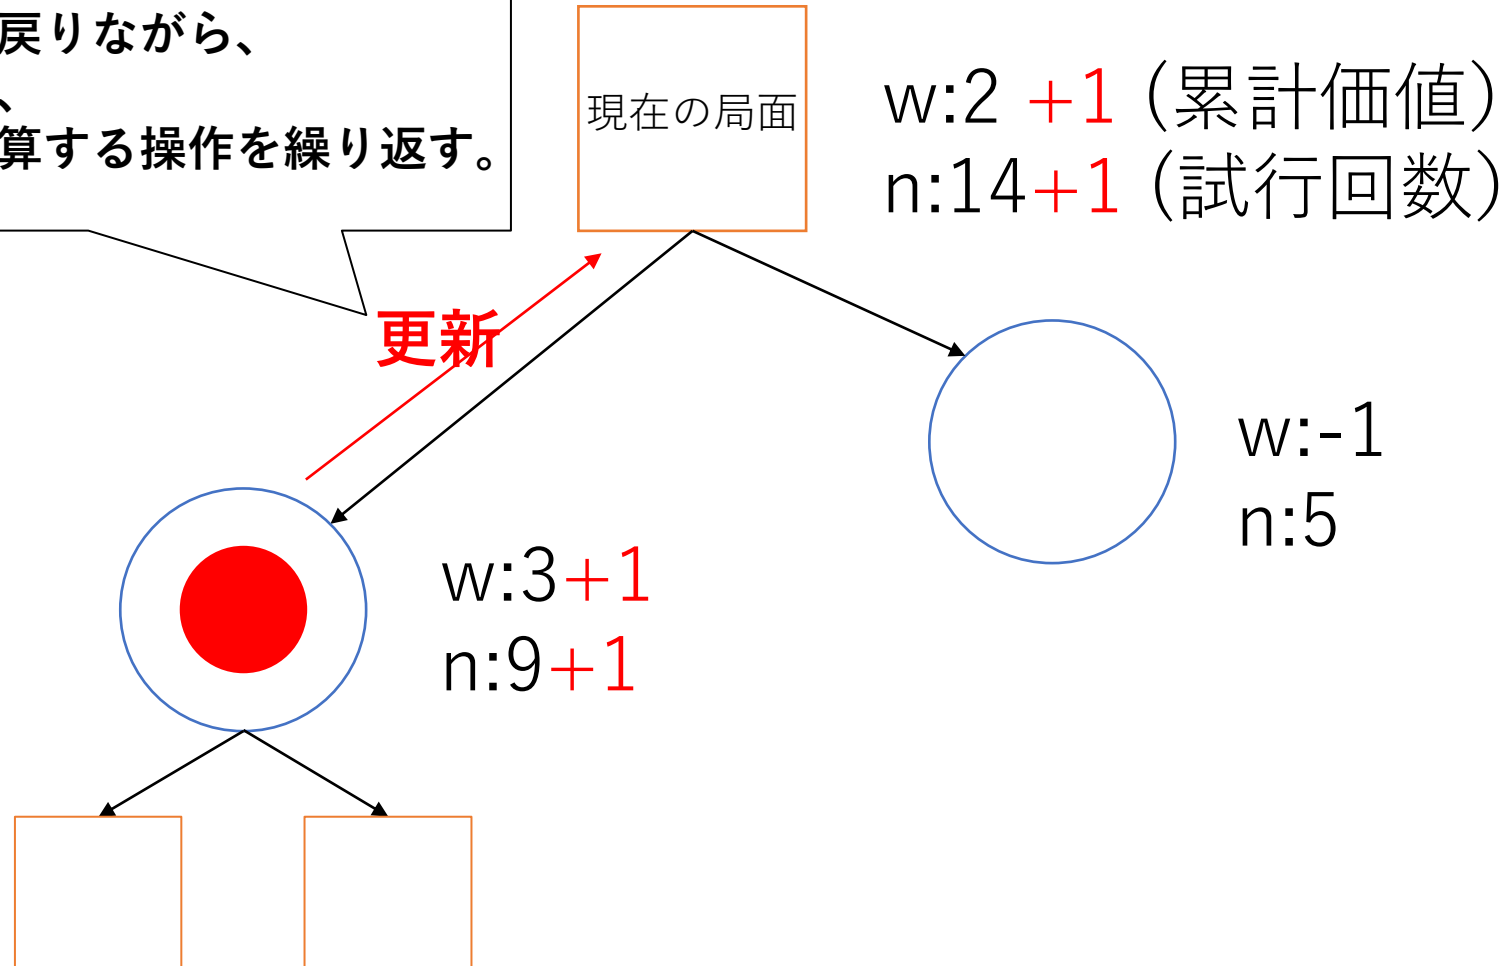 戻りながら、
、
算する操作を繰り返す。
現在の局面
w:2 +1 (累計価値)
n:14+1 (試行回数)
更新
w:-1
n:5
w:3+1
n:9+1